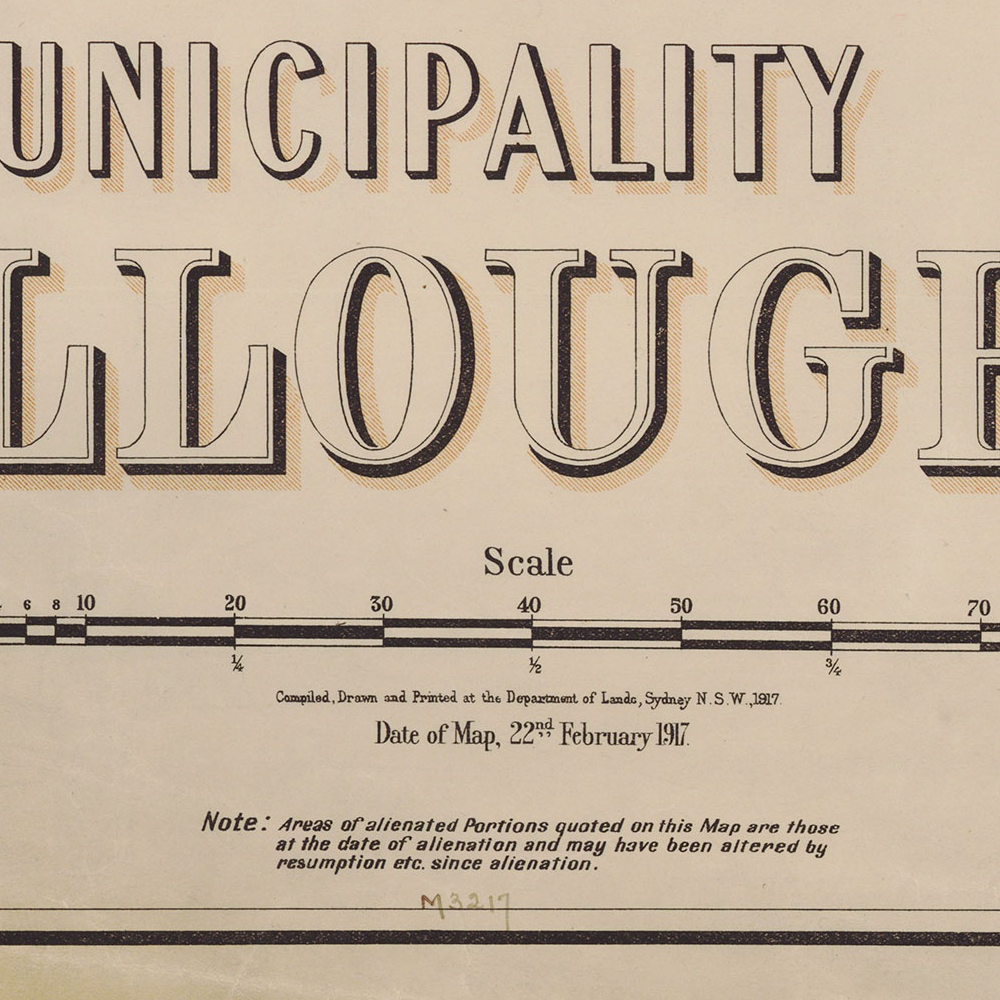 UNICIPALITY
LLOUGH
Scale
6 8 10 20 30 40 50 60 70
¼ ½ ¾
Compiled, Drawn and Printed at the Department of Lands, Sydney N.S.W., 1917.
Date of Map, 22nd February 1917.
Note: Areas of alienated Portions quoted on this Map are those
at the date of alienation and may have been altered by
resumption etc. since alienation.
M3217